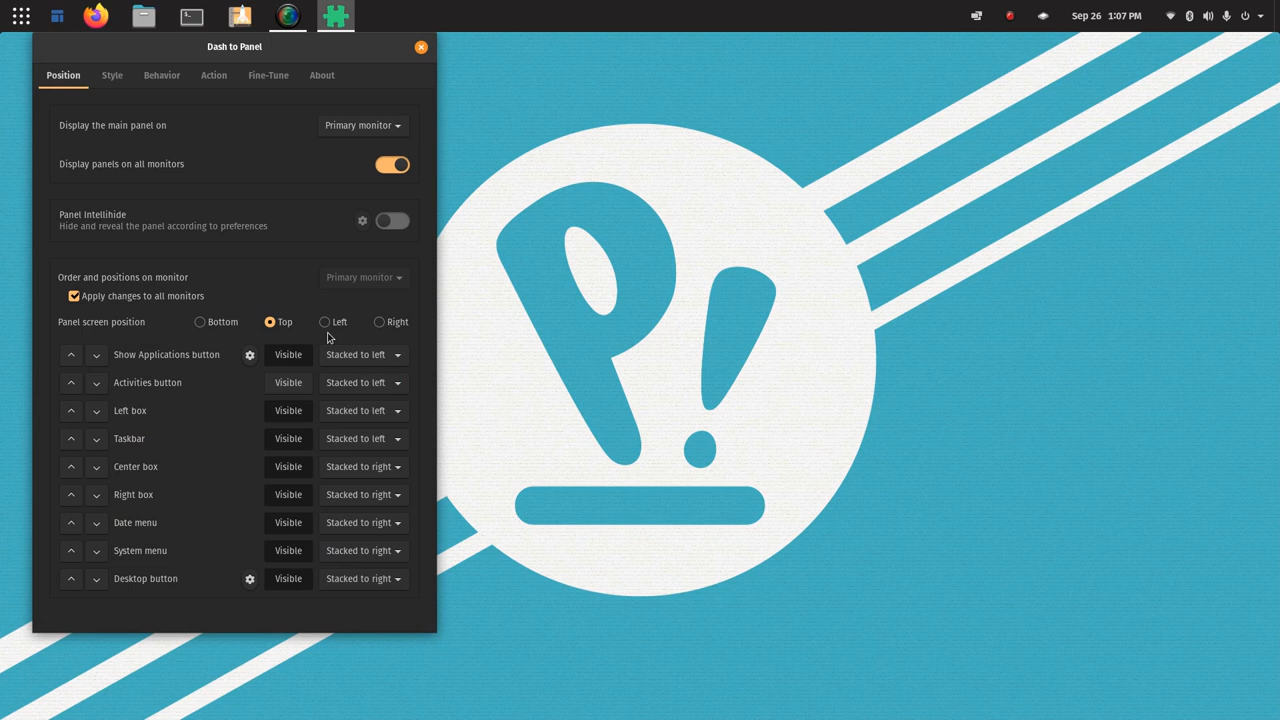 Sep 26 1:07 PM
Dash to Panel
Position Style Behavior Action Fine-Tune About
Display the main panel on Primary monitor
Display panels on all monitors
Panel Intellihide
Hide and reveal the panel according to preferences
Order and positions on monitor Primary monitor
Apply changes to all monitors
Panel screen position Bottom Top Left Right
Show Applications button Visible Stacked to left
Activities button Visible Stacked to left
Left box Visible Stacked to left
Taskbar Visible Stacked to left
Center box Visible Stacked to right
Right box Visible Stacked to right
Date menu Visible Stacked to right
System menu Visible Stacked to right
Desktop button Visible Stacked to right
P!